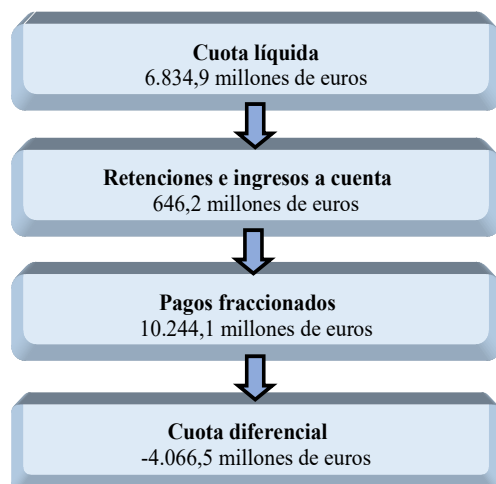 Cuota líquida
6.834,9 millones de euros
Retenciones e ingresos a cuenta
646,2 millones de euros
Pagos fraccionados
10.244,1 millones de euros
Cuota diferencial
-4.066,5 millones de euros